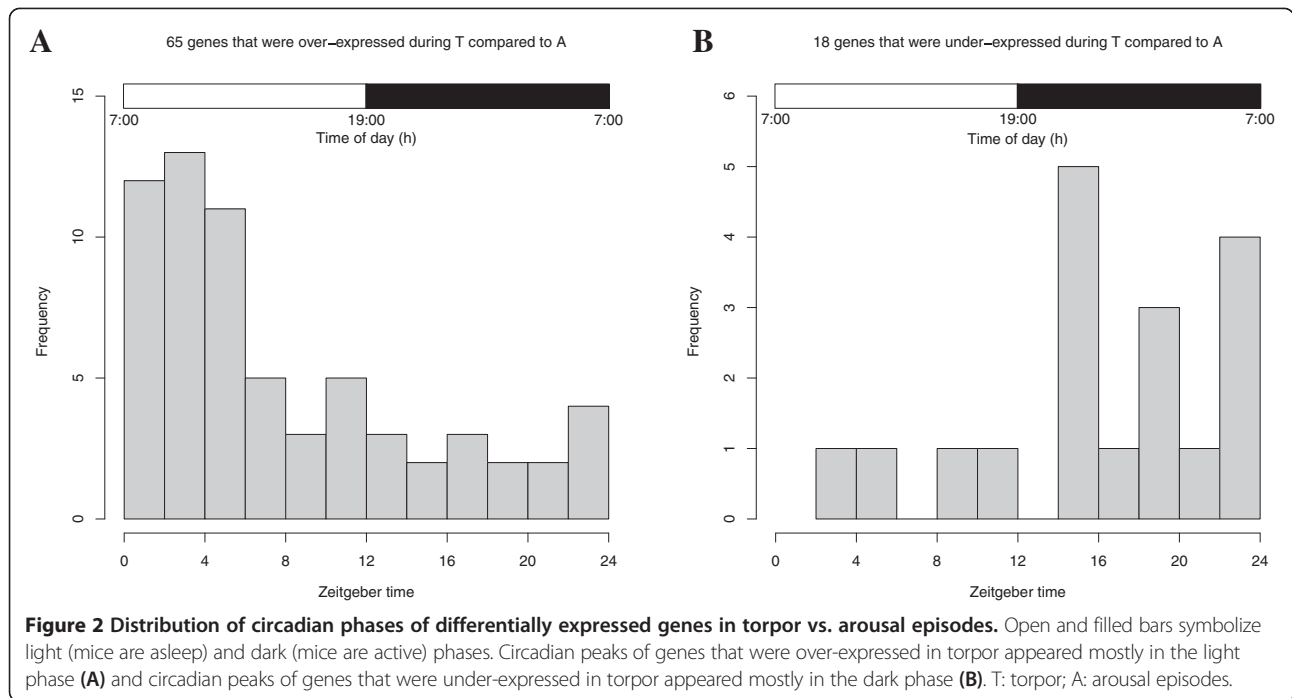 A
65 genes that were over−expressed during T compared to A
7:00
19:00
7:00
Time of day (h)
15
10
5
0
Frequency
0
4
8
12
16
20
24
Zeitgeber time
B
18 genes that were under−expressed during T compared to A
7:00
19:00
7:00
Time of day (h)
6
5
4
3
2
1
0
Frequency
0
4
8
12
16
20
24
Zeitgeber time
Figure 2 Distribution of circadian phases of differentially expressed genes in torpor vs. arousal episodes. Open and filled bars symbolize
light (mice are asleep) and dark (mice are active) phases. Circadian peaks of genes that were over-expressed in torpor appeared mostly in the light
phase (A) and circadian peaks of genes that were under-expressed in torpor appeared mostly in the dark phase (B). T: torpor; A: arousal episodes.